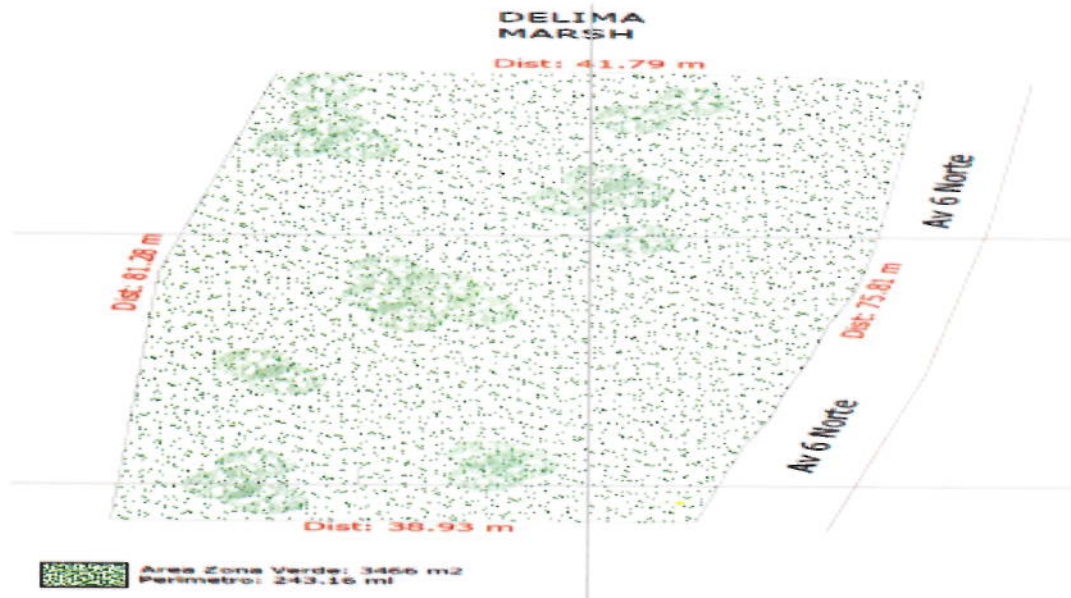 DELIMA
MARSH
Dist: 41.79 m
Av 6 Norte
Dist: 81.28 m
Dist: 75.81 m
Av 6 Norte
Dist: 38.93 m
Area Zona Verde: 3466 m2
Perimetro: 243.16 ml